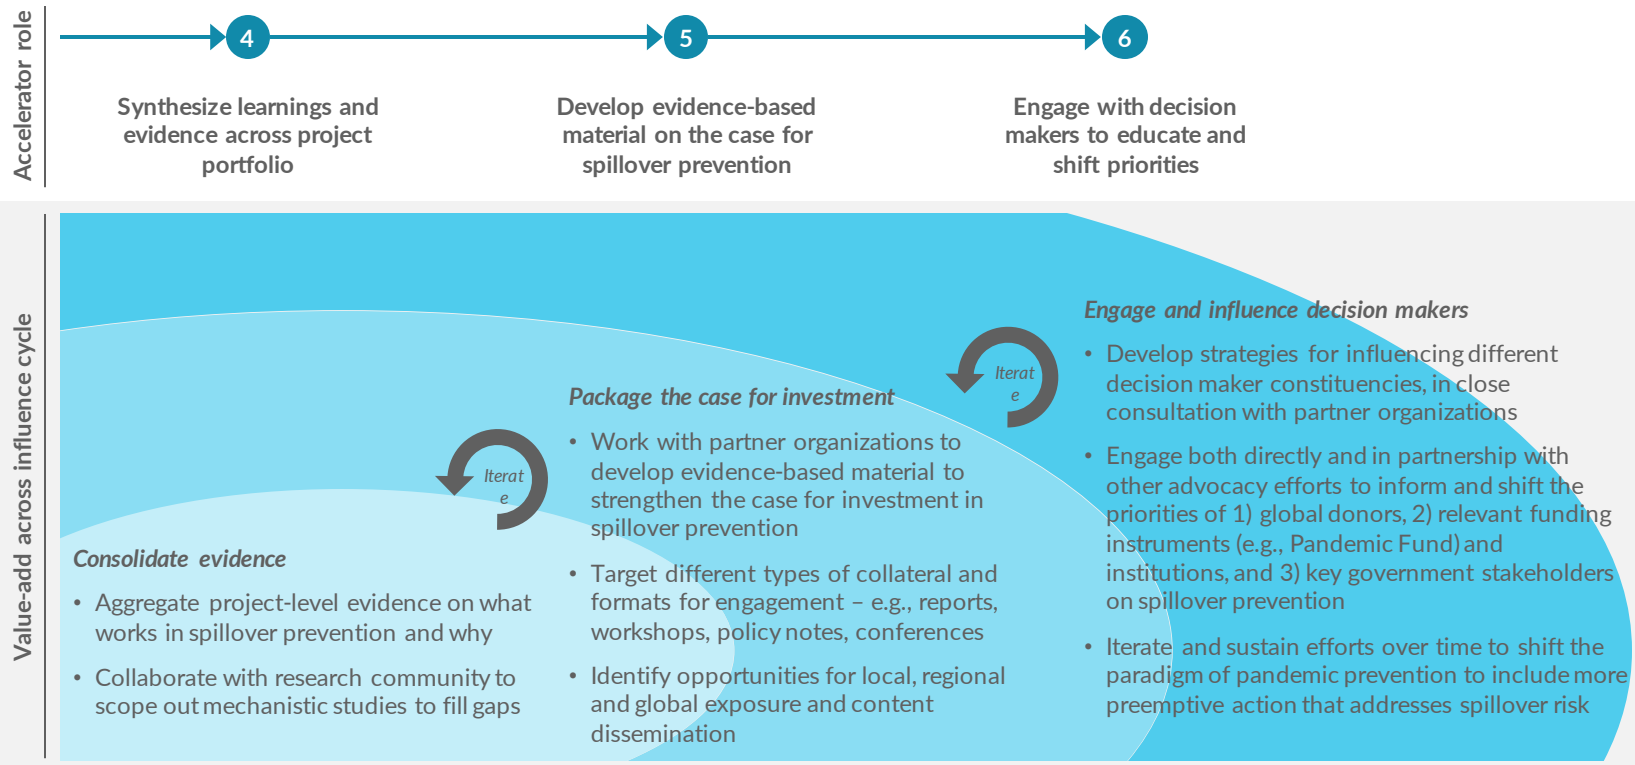 Accelerator role
4
5
6
Synthesize learnings and
evidence across project
portfolio
Develop evidence-based
material on the case for
spillover prevention
Engage with decision
makers to educate and
shift priorities
Value-add across influence cycle
Consolidate evidence
• Aggregate project-level evidence on what
works in spillover prevention and why
• Collaborate with research community to
scope out mechanistic studies to fill gaps
Iterat
e
Package the case for investment
• Work with partner organizations to
develop evidence-based material to
strengthen the case for investment in
spillover prevention
• Target different types of collateral and
formats for engagement – e.g., reports,
workshops, policy notes, conferences
• Identify opportunities for local, regional
and global exposure and content
dissemination
Iterat
e
Engage and influence decision makers
• Develop strategies for influencing different
decision maker constituencies, in close
consultation with partner organizations
• Engage both directly and in partnership with
other advocacy efforts to inform and shift the
priorities of 1) global donors, 2) relevant funding
instruments (e.g., Pandemic Fund) and
institutions, and 3) key government stakeholders
on spillover prevention
• Iterate and sustain efforts over time to shift the
paradigm of pandemic prevention to include more
preemptive action that addresses spillover risk